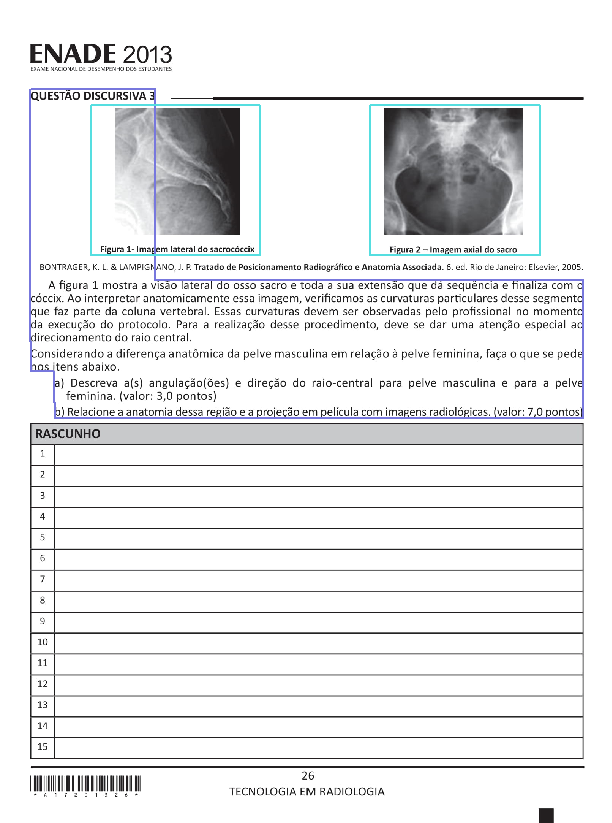 ENADE 2013
EXAME NACIONAL DE DESEMPENHO DOS ESTUDANTES
QUESTÃO DISCURSIVA 3
Figura 1- Imagem lateral do sacrocóccix
Figura 2 – Imagem axial do sacro
BONTRAGER, K. L. & LAMPIGNANO, J. P. Tratado de Posicionamento Radiográfico e Anatomia Associada. 6. ed. Rio de Janeiro: Elsevier, 2005.
A figura 1 mostra a visão lateral do osso sacro e toda a sua extensão que dá sequência e finaliza com o
cóccix. Ao interpretar anatomicamente essa imagem, verificamos as curvaturas particulares desse segmento
que faz parte da coluna vertebral. Essas curvaturas devem ser observadas pelo profissional no momento
da execução do protocolo. Para a realização desse procedimento, deve se dar uma atenção especial ao
direcionamento do raio central.
Considerando a diferença anatômica da pelve masculina em relação à pelve feminina, faça o que se pede
nos itens abaixo.
a) Descreva a(s) angulação(ões) e direção do raio-central para pelve masculina e para a pelve
feminina. (valor: 3,0 pontos)
b) Relacione a anatomia dessa região e a projeção em película com imagens radiológicas. (valor: 7,0 pontos)
RASCUNHO
1
2
3
4
5
6
7
8
9
10
11
12
13
14
15
26
TECNOLOGIA EM RADIOLOGIA
*A17201326*